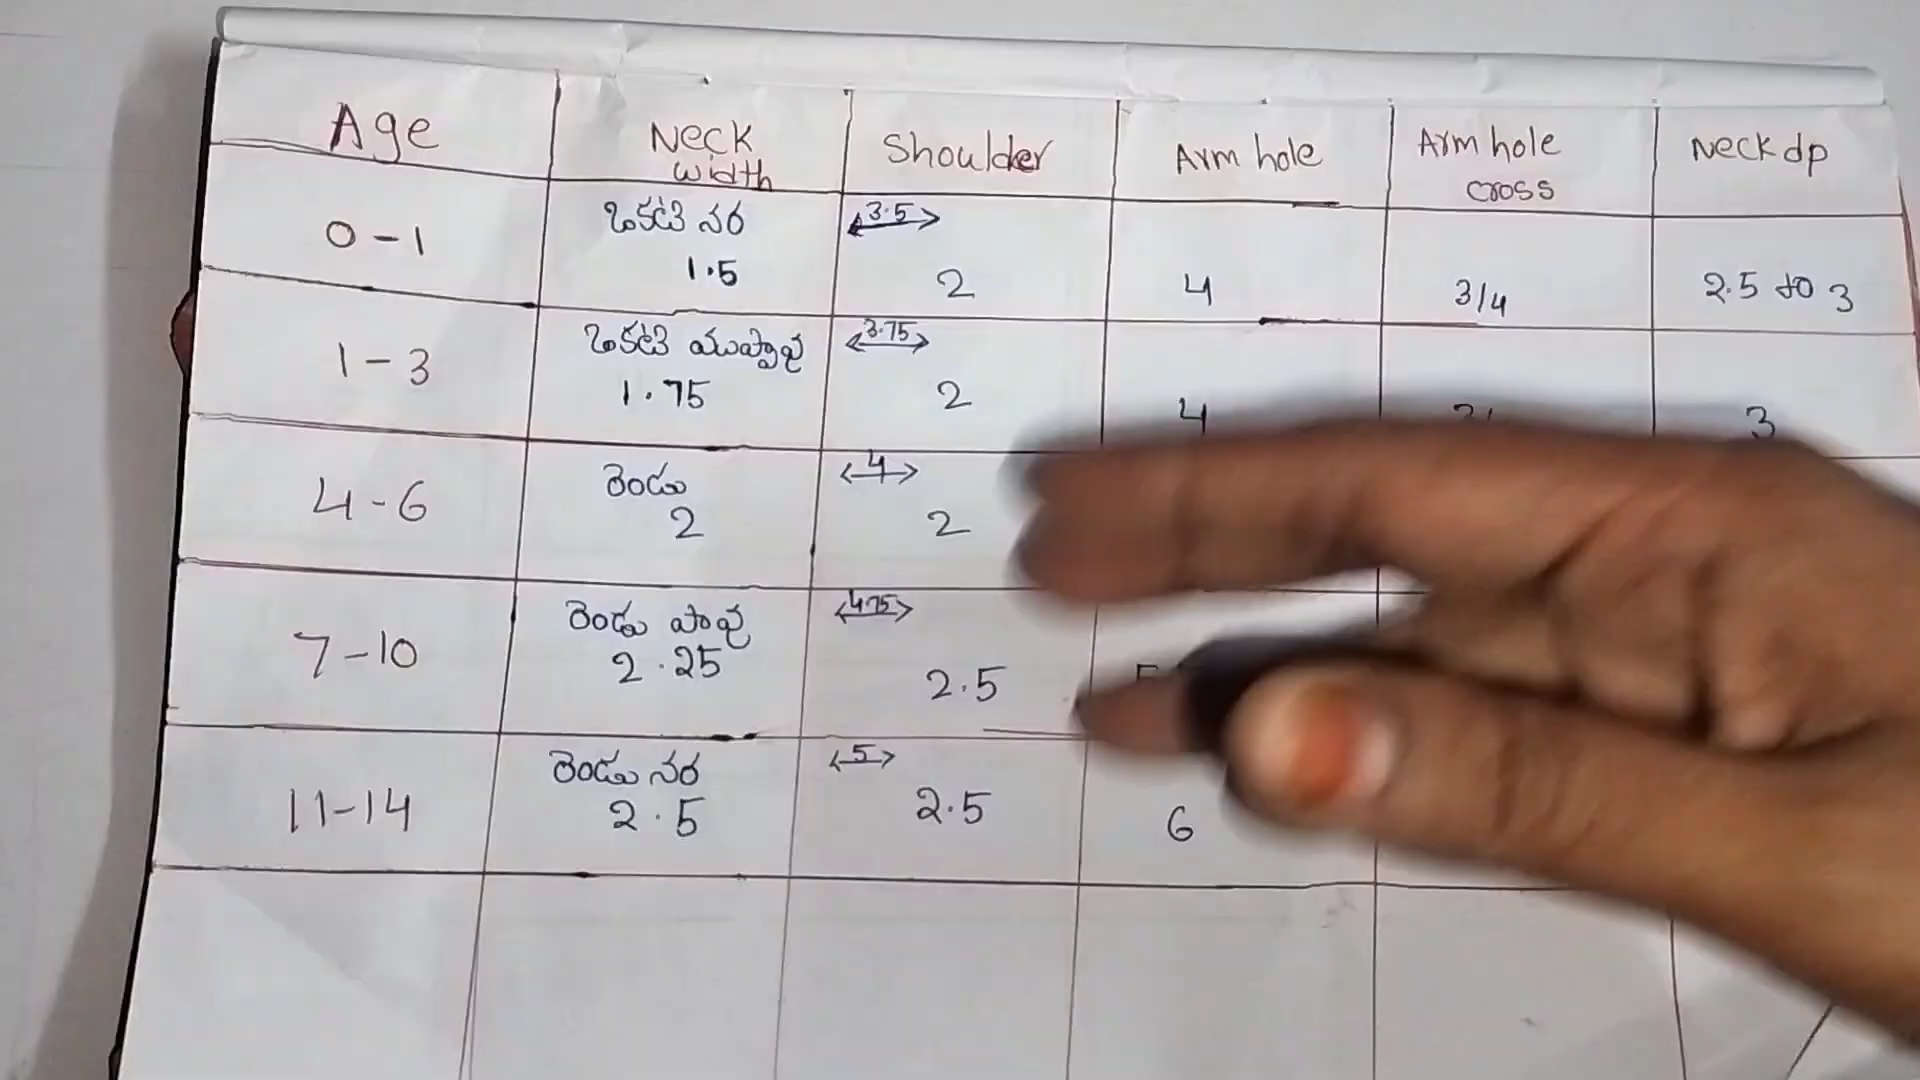 Age
Neck
width
Shoulder
Arm hole
Arm hole
cross
Neck dp
0-1
ఒకటి నర
1.5
3.5
2
4
3/4
2.5 to 3
1-3
ఒకటి ముప్పావు
1.75
3.75
2
4
3
4-6
రెండు
2
4
2
7-10
రెండు పావు
2.25
4.75
2.5
11-14
రెండు నర
2.5
5
2.5
6